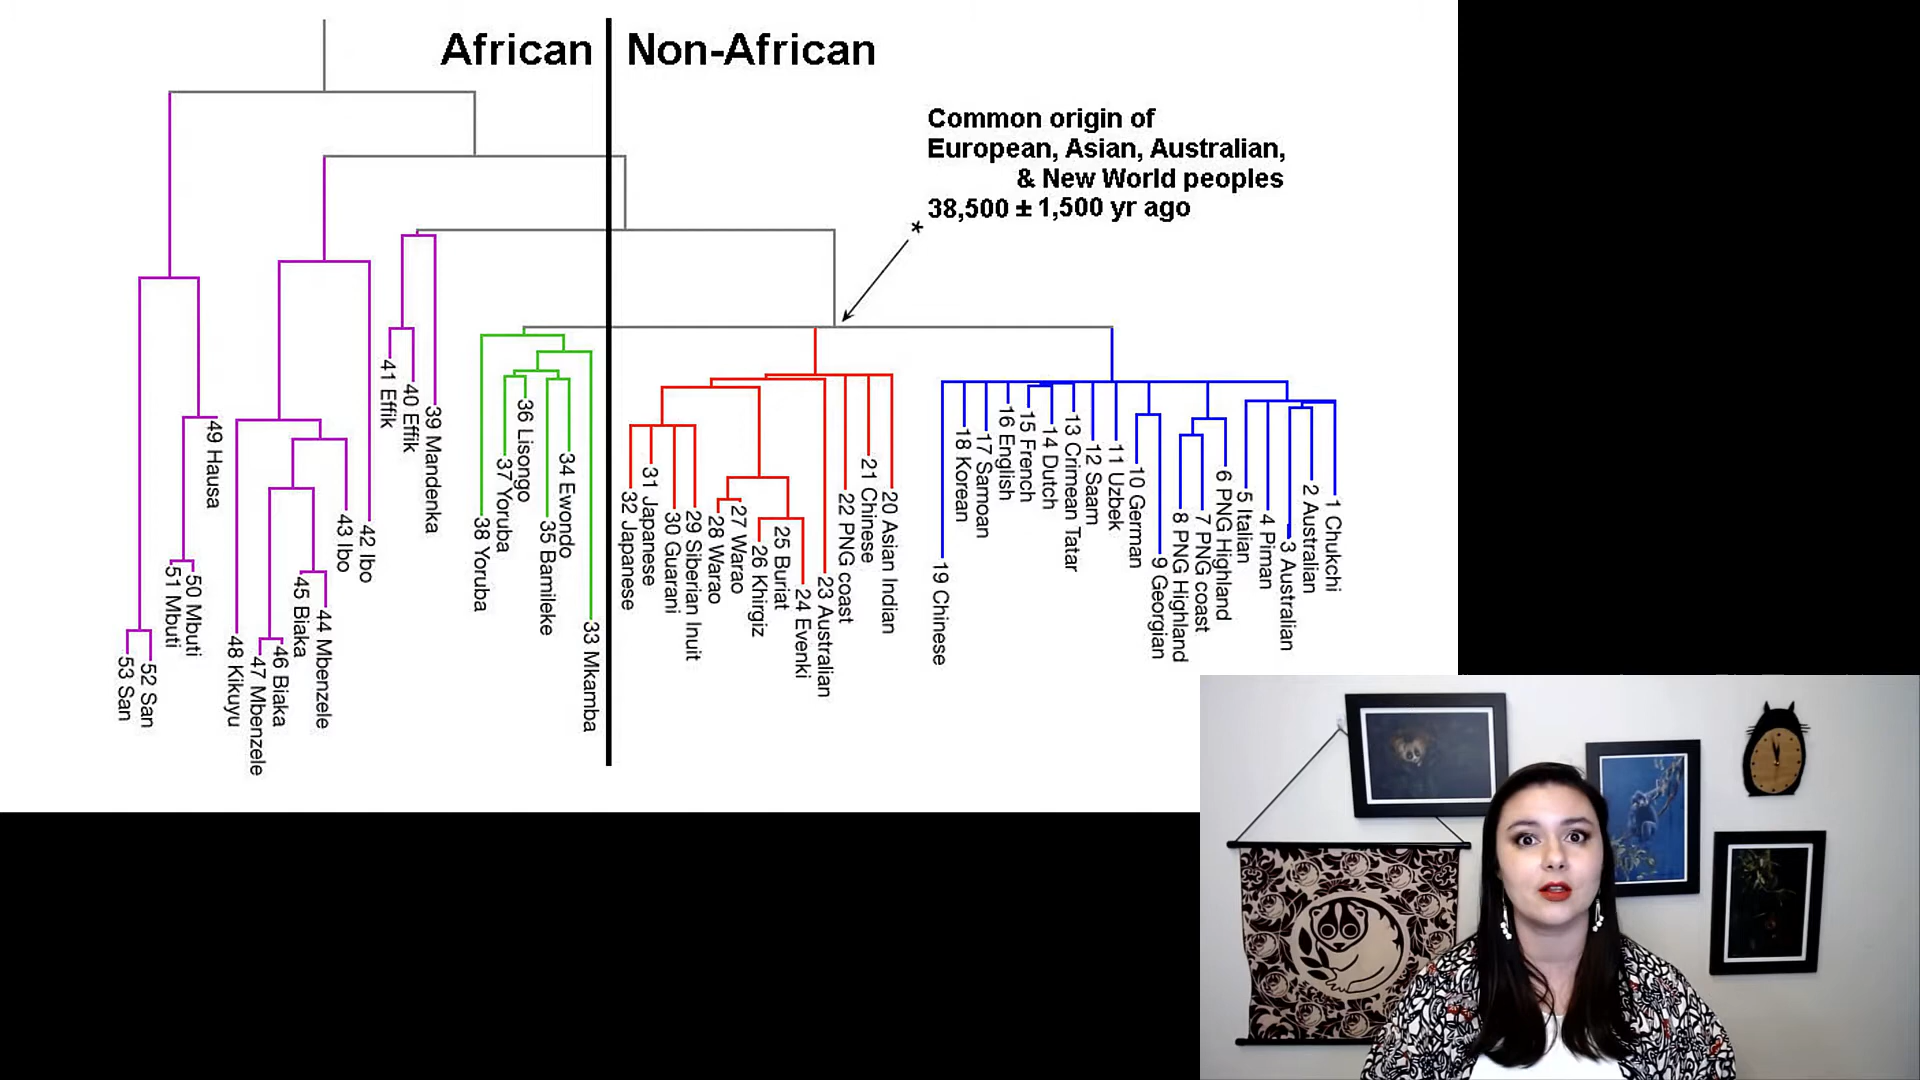 African
Non-African
Common origin of
European, Asian, Australian,
& New World peoples
38,500 ± 1,500 yr ago
*
53 San
52 San
51 Mbuti
50 Mbuti
49 Hausa
48 Kikuyu
47 Mbenzele
46 Biaka
45 Biaka
44 Mbenzele
43 Ibo
42 Ibo
41 Effik
40 Effik
39 Mandenka
38 Yoruba
37 Yoruba
36 Lisongo
35 Bamileke
34 Ewondo
33 Mkamba
32 Japanese
31 Japanese
30 Guarani
29 Siberian Inuit
28 Warao
27 Warao
26 Khirgiz
25 Buriat
24 Evenki
23 Australian
22 PNG coast
21 Chinese
20 Asian Indian
19 Chinese
18 Korean
17 Samoan
16 English
15 French
14 Dutch
13 Crimean Tatar
12 Saam
11 Uzbek
10 German
9 Georgian
8 PNG Highland
7 PNG coast
6 PNG Highland
5 Italian
4 Piman
3 Australian
2 Australian
1 Chukchi